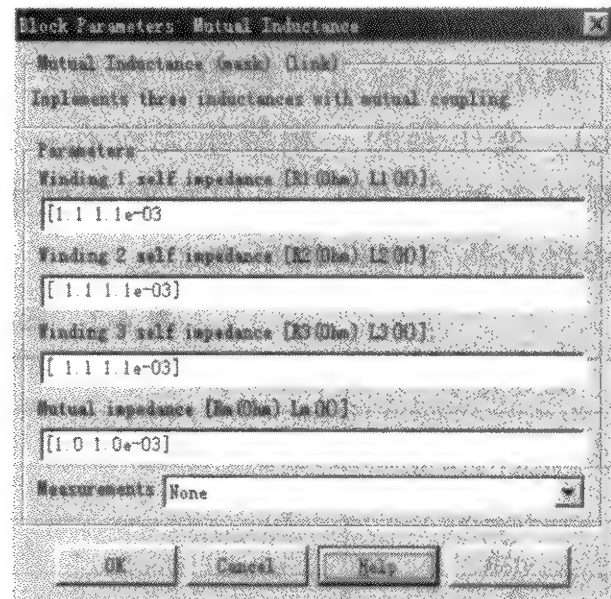 Block Parameters Mutual Inductance
Mutual Inductance (mask) (link)
Implements three inductances with mutual coupling
Parameters
Winding 1 self impedance [R1(Ohm) L1(H)]:
[1.1 1.1e-03
Winding 2 self impedance [R2(Ohm) L2(H)]:
[ 1.1 1.1e-03]
Winding 3 self impedance [R3(Ohm) L3(H)]:
[ 1.1 1.1e-03]
Mutual impedance [Rm(Ohm) Lm(H)]:
[1.0 1.0e-03]
Measurements None
OK Cancel Help Apply